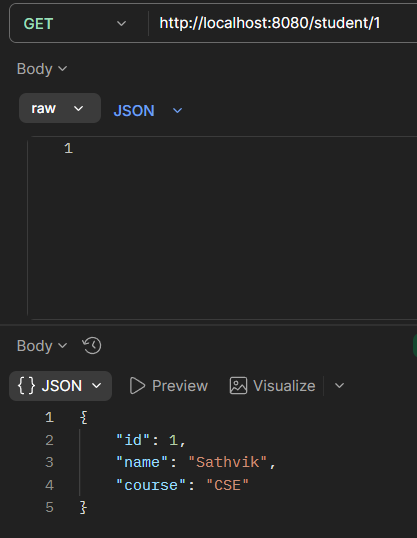 GET http://localhost:8080/student/1
Body
raw JSON
1
Body
{} JSON Preview Visualize
1 {
2 "id": 1,
3 "name": "Sathvik",
4 "course": "CSE"
5 }